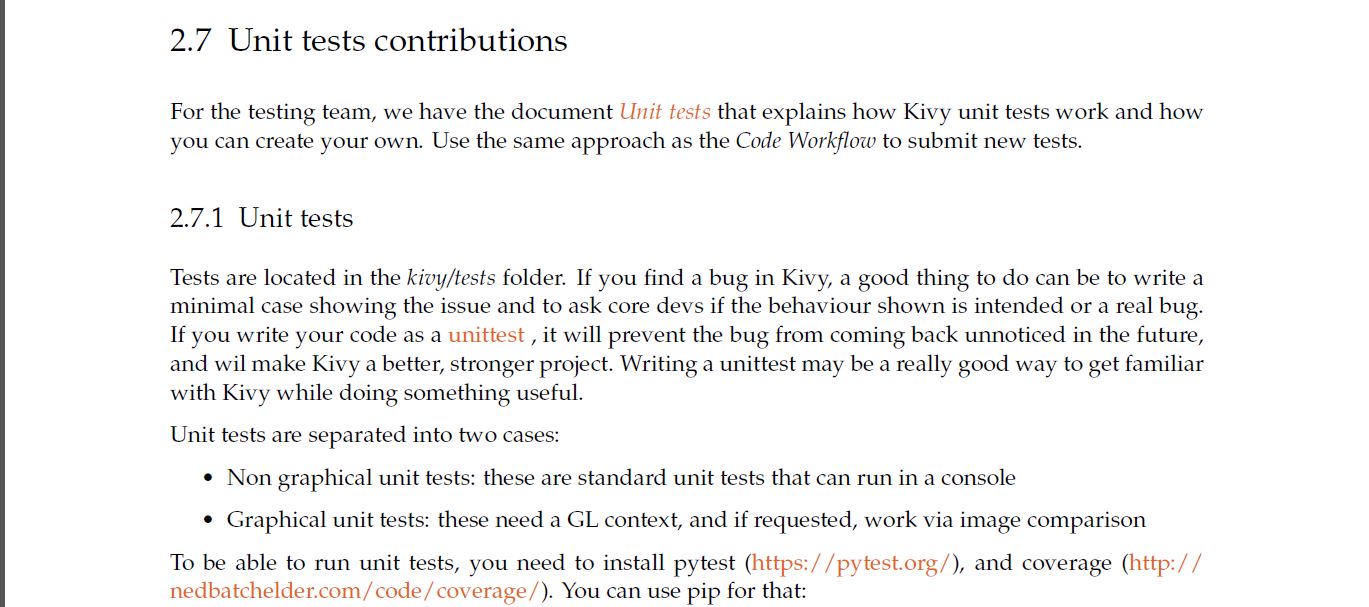 2.7 Unit tests contributions
For the testing team, we have the document Unit tests that explains how Kivy unit tests work and how
you can create your own. Use the same approach as the Code Workflow to submit new tests.
2.7.1 Unit tests
Tests are located in the kivy/tests folder. If you find a bug in Kivy, a good thing to do can be to write a
minimal case showing the issue and to ask core devs if the behaviour shown is intended or a real bug.
If you write your code as a unittest , it will prevent the bug from coming back unnoticed in the future,
and wil make Kivy a better, stronger project. Writing a unittest may be a really good way to get familiar
with Kivy while doing something useful.
Unit tests are separated into two cases:
• Non graphical unit tests: these are standard unit tests that can run in a console
• Graphical unit tests: these need a GL context, and if requested, work via image comparison
To be able to run unit tests, you need to install pytest (https://pytest.org/), and coverage (http://
nedbatchelder.com/code/coverage/). You can use pip for that: